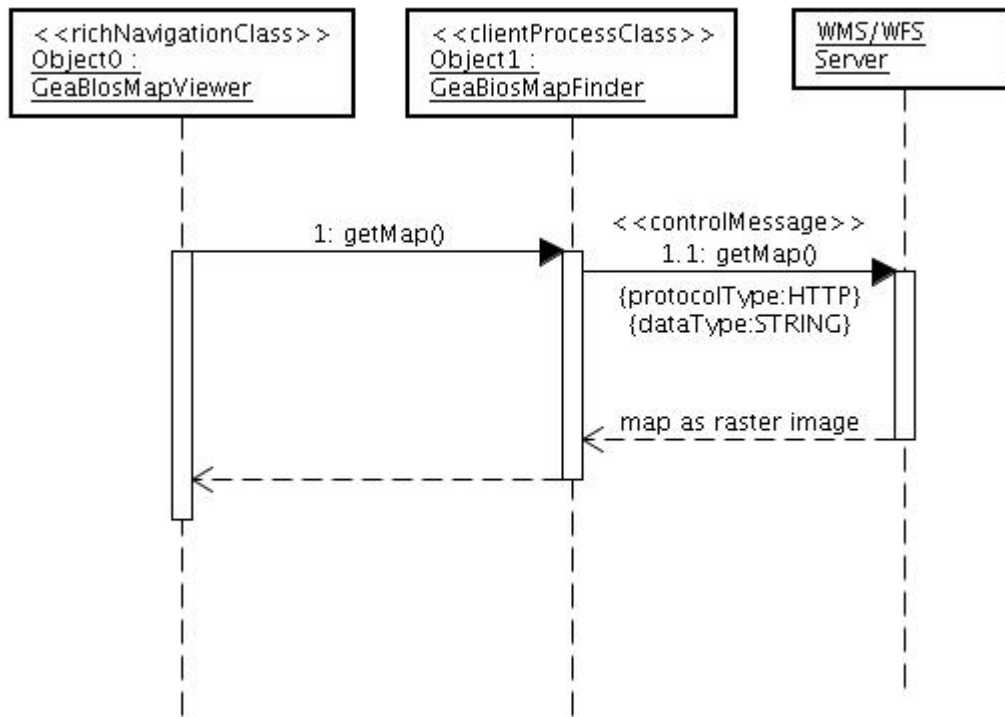 <<richNavigationClass>>
Object0 :
GeaBIosMapViewer
<<clientProcessClass>>
Object1 :
GeaBiosMapFinder
WMS/WFS
Server
1: getMap()
<<controlMessage>>
1.1: getMap()
{protocolType:HTTP}
{dataType:STRING}
map as raster image